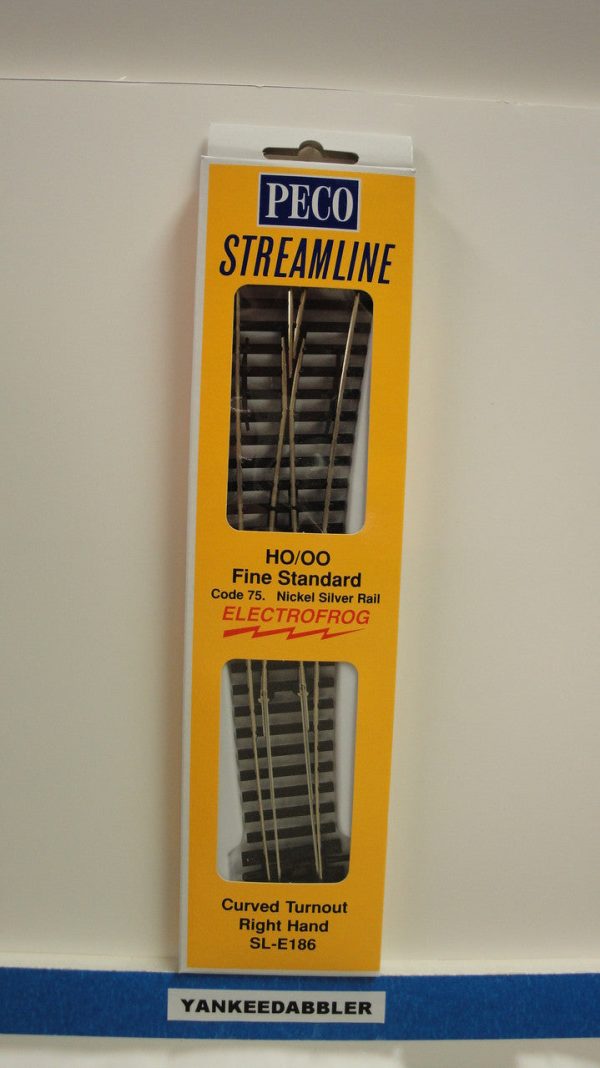 PECO
STREAMLINE
HO/OO
Fine Standard
Code 75. Nickel Silver Rail
ELECTROFROG
Curved Turnout
Right Hand
SL-E186
YANKEEDABBLER